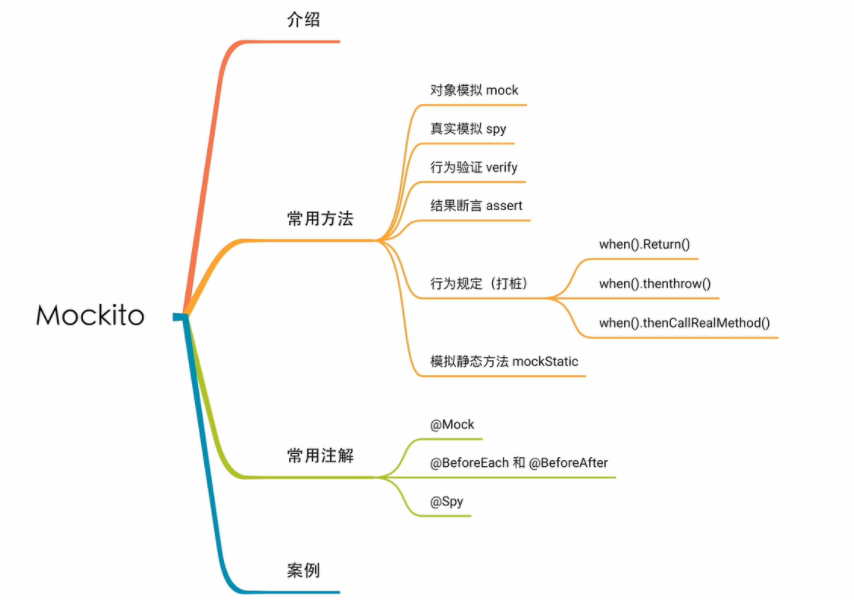 Mockito
介绍
常用方法
对象模拟 mock
真实模拟 spy
行为验证 verify
结果断言 assert
行为规定（打桩）
when().Return()
when().thenthrow()
when().thenCallRealMethod()
模拟静态方法 mockStatic
常用注解
@Mock
@BeforeEach 和 @BeforeAfter
@Spy
案例